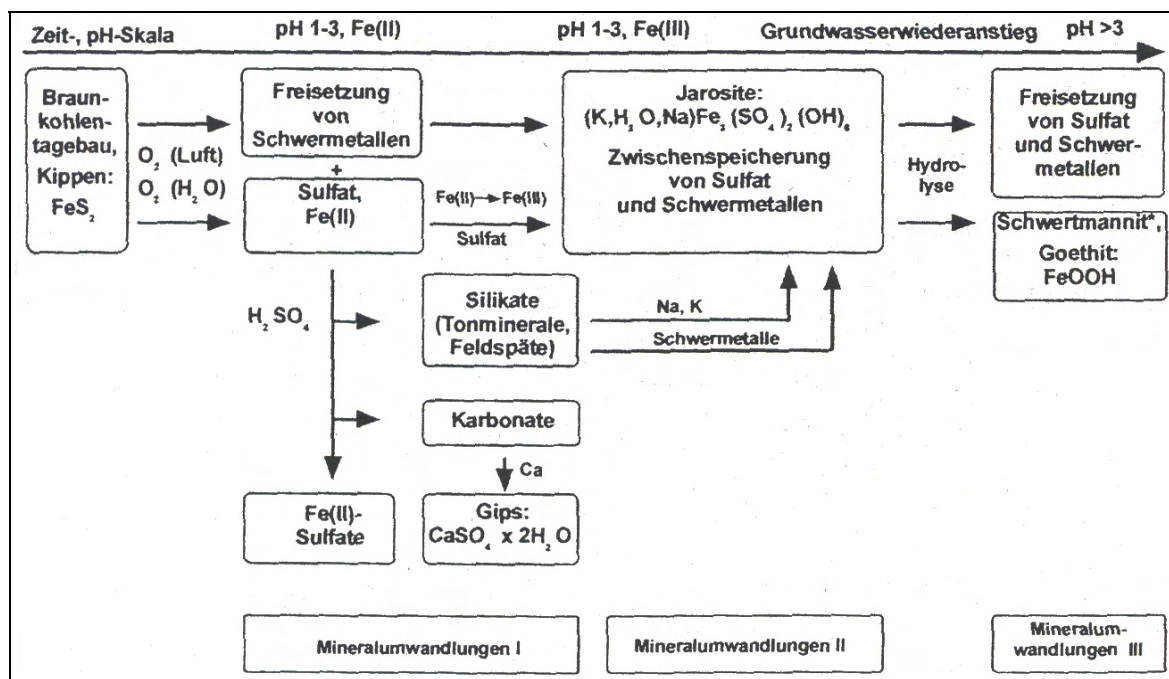 Zeit-, pH-Skala
pH 1-3, Fe(II)
pH 1-3, Fe(III)
Grundwasserwiederanstieg
pH >3
Braun-
kohlen-
tagebau,
Kippen:
FeS₂
O₂ (Luft)
O₂ (H₂O)
Freisetzung
von
Schwermetallen
+
Sulfat,
Fe(II)
Fe(II)→Fe(III)
Sulfat
Jarosite:
(K,H₃O,Na)Fe₃(SO₄)₂(OH)₆
Zwischenspeicherung
von Sulfat
und Schwermetallen
Hydro-
lyse
Freisetzung
von Sulfat
und Schwer-
metallen
Schwertmannit*,
Goethit:
FeOOH
H₂SO₄
Silikate
(Tonminerale,
Feldspäte)
Na, K
Schwermetalle
Karbonate
Ca
Fe(II)-
Sulfate
Gips:
CaSO₄ x 2H₂O
Mineralumwandlungen I
Mineralumwandlungen II
Mineralum-
wandlungen III